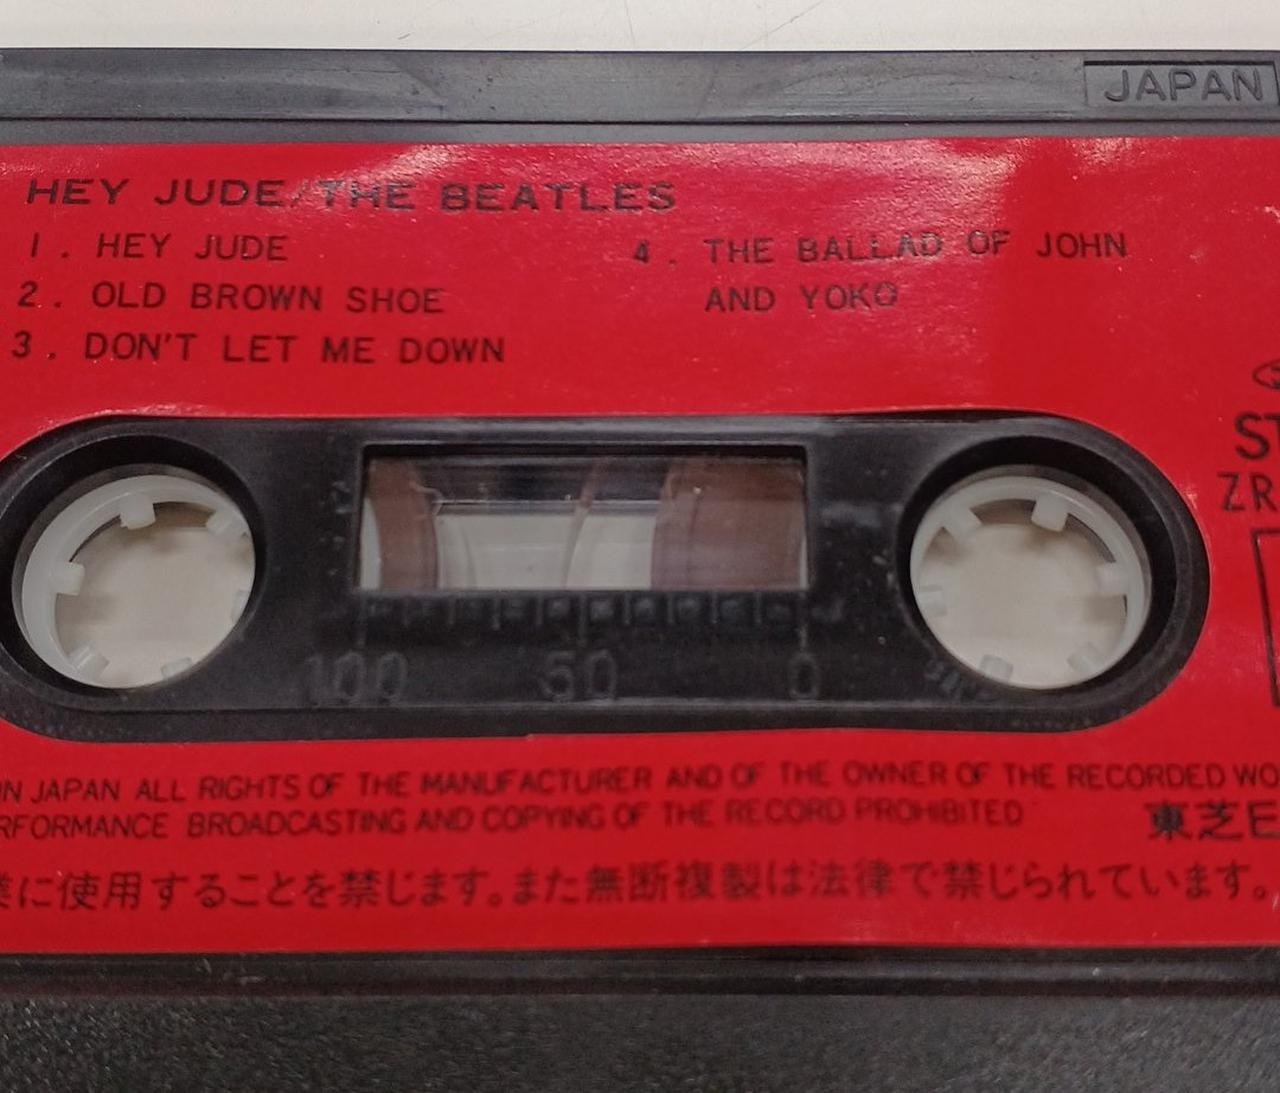 JAPAN
HEY JUDE/THE BEATLES
1. HEY JUDE
2. OLD BROWN SHOE
3. DON'T LET ME DOWN
4. THE BALLAD OF JOHN
AND YOKO
ST
ZR
100 50 0
IN JAPAN ALL RIGHTS OF THE MANUFACTURER AND OF THE OWNER OF THE RECORDED WO
RFORMANCE BROADCASTING AND COPYING OF THE RECORD PROHIBITED
東芝E
に使用することを禁じます。また無断複製は法律で禁じられています。